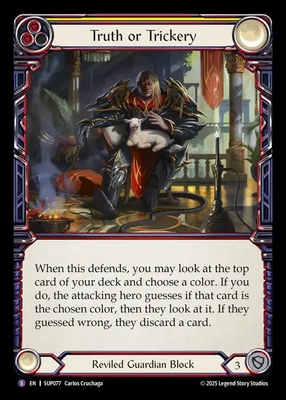 Truth or Trickery
When this defends, you may look at the top
card of your deck and choose a color. If you
do, the attacking hero guesses if that card is
the chosen color, then they look at it. If they
guessed wrong, they discard a card.
Reviled Guardian Block
3
S EN | SUP077 Carlos Cruchaga
© 2025 Legend Story Studios